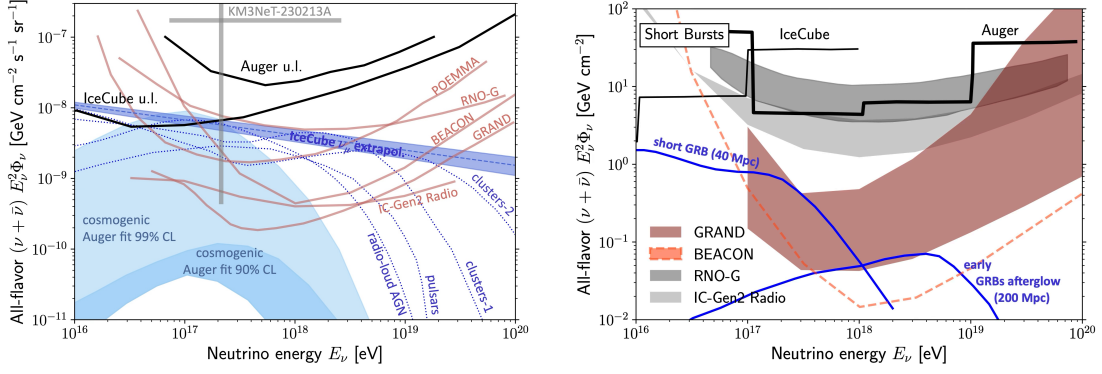 All-flavor (ν + ν̄) E²νΦν [GeV cm⁻² s⁻¹ sr⁻¹]
10⁻⁷
10⁻⁸
10⁻⁹
10⁻¹⁰
10⁻¹¹
KM3NeT-230213A
Auger u.l.
IceCube u.l.
POEMMA
RNO-G
BEACON
GRAND
IceCube νμ extrapol.
IC-Gen2 Radio
clusters-2
cosmogenic
Auger fit 99% CL
cosmogenic
Auger fit 90% CL
radio-loud AGN
pulsars
clusters-1
10¹⁶
10¹⁷
10¹⁸
10¹⁹
10²⁰
Neutrino energy Eν [eV]
All-flavor (ν + ν̄) E²νΦν [GeV cm⁻²]
10²
10¹
10⁰
10⁻¹
10⁻²
Short Bursts
IceCube
Auger
short GRB (40 Mpc)
GRAND
BEACON
RNO-G
IC-Gen2 Radio
early
GRBs afterglow
(200 Mpc)
10¹⁶
10¹⁷
10¹⁸
10¹⁹
10²⁰
Neutrino energy Eν [eV]